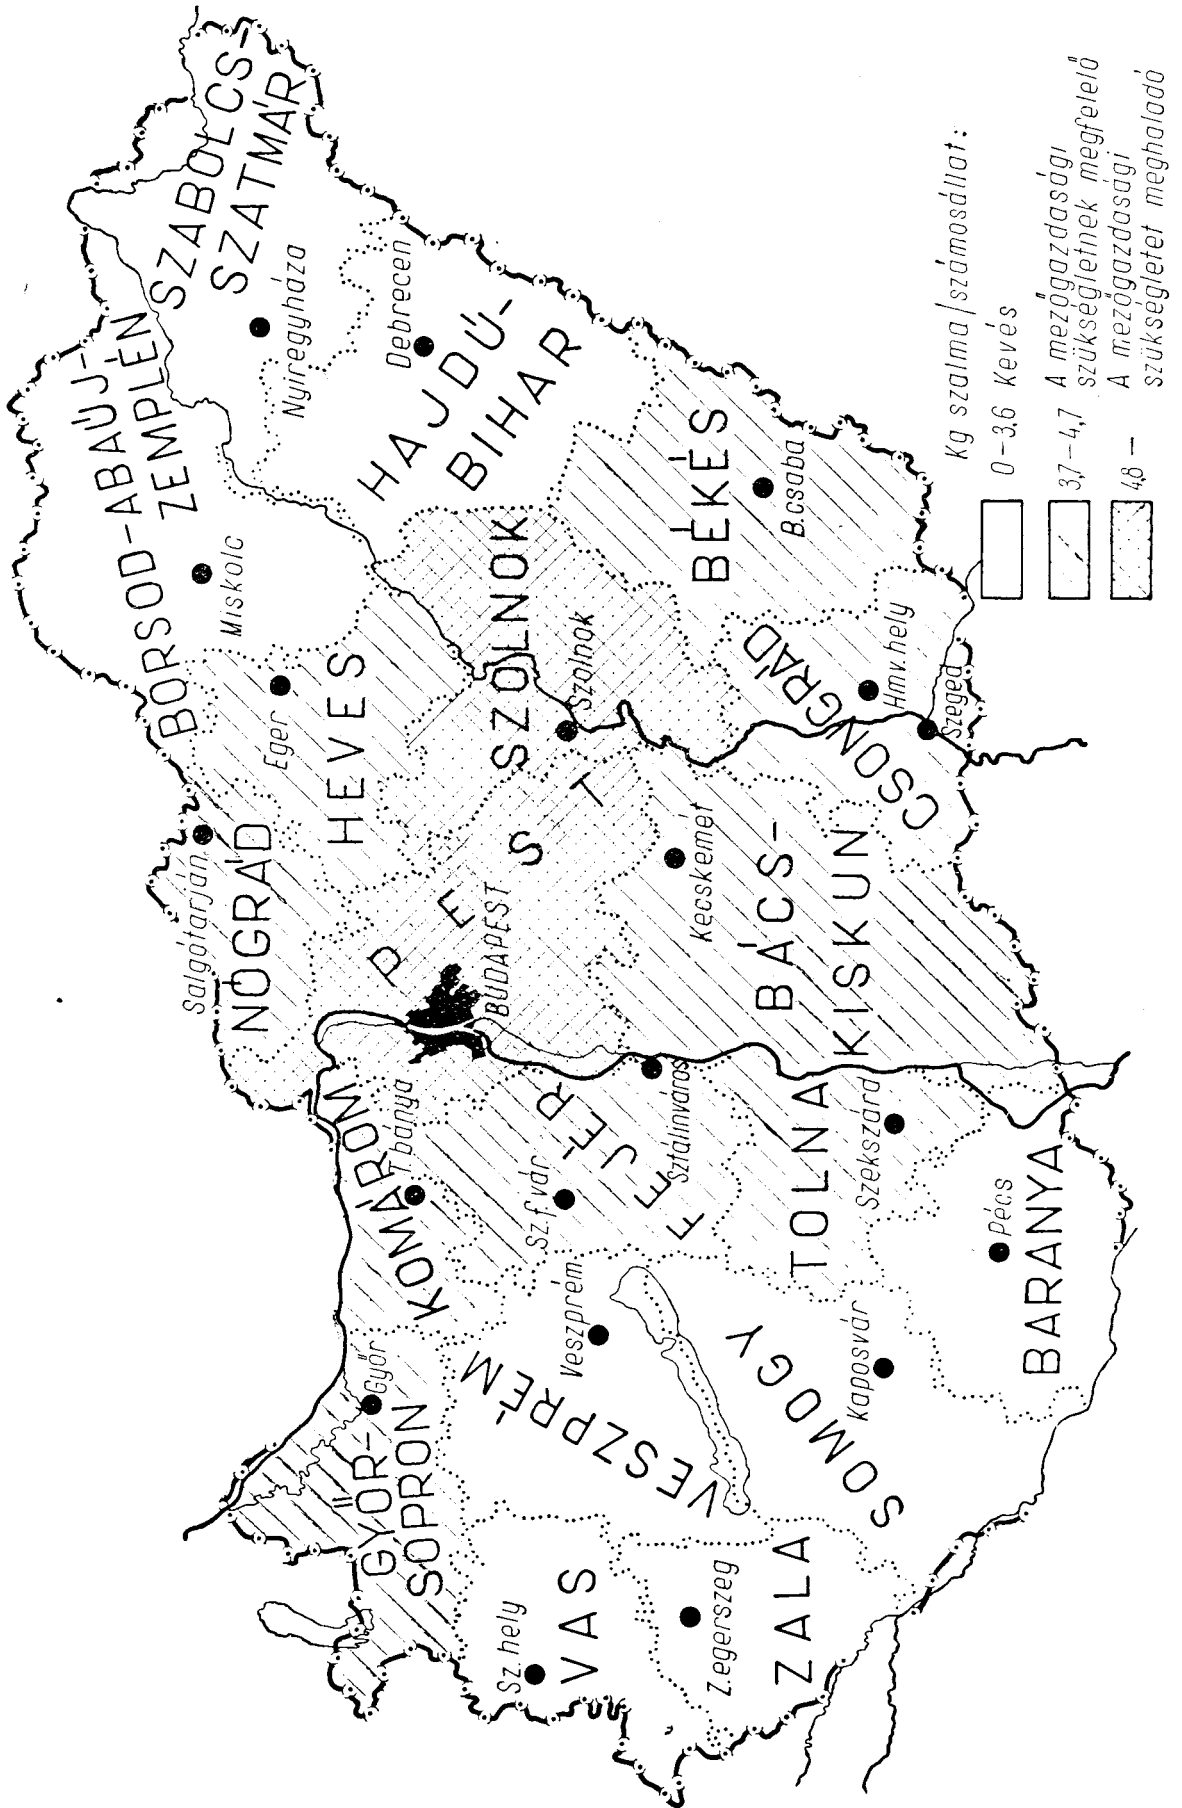 GYŐR-
SOPRON
Győr
KOMÁROM
T.bánya
NÓGRÁD
Salgótarján
BORSOD-ABAÚJ-
ZEMPLÉN
Miskolc
SZABOLCS-
SZATMÁR
Nyíregyháza
HEVES
Eger
HAJDÚ-
BIHAR
Debrecen
PEST
BUDAPEST
SZOLNOK
Szolnok
VAS
Sz.hely
VESZPRÉM
Veszprém
FEJÉR
Sz.f.vár
Sztálinváros
ZALA
Z.egerszeg
SOMOGY
Kaposvár
TOLNA
Szekszárd
BARANYA
Pécs
BÁCS-
KISKUN
Kecskemét
CSONGRÁD
Hmv.hely
Szeged
BÉKÉS
B.csaba
Kg szalma/számosállat:
0-3,6 Kevés
3,7-4,7 A mezőgazdasági
szükségletnek megfelelő
4,8 - A mezőgazdasági
szükségletet meghaladó